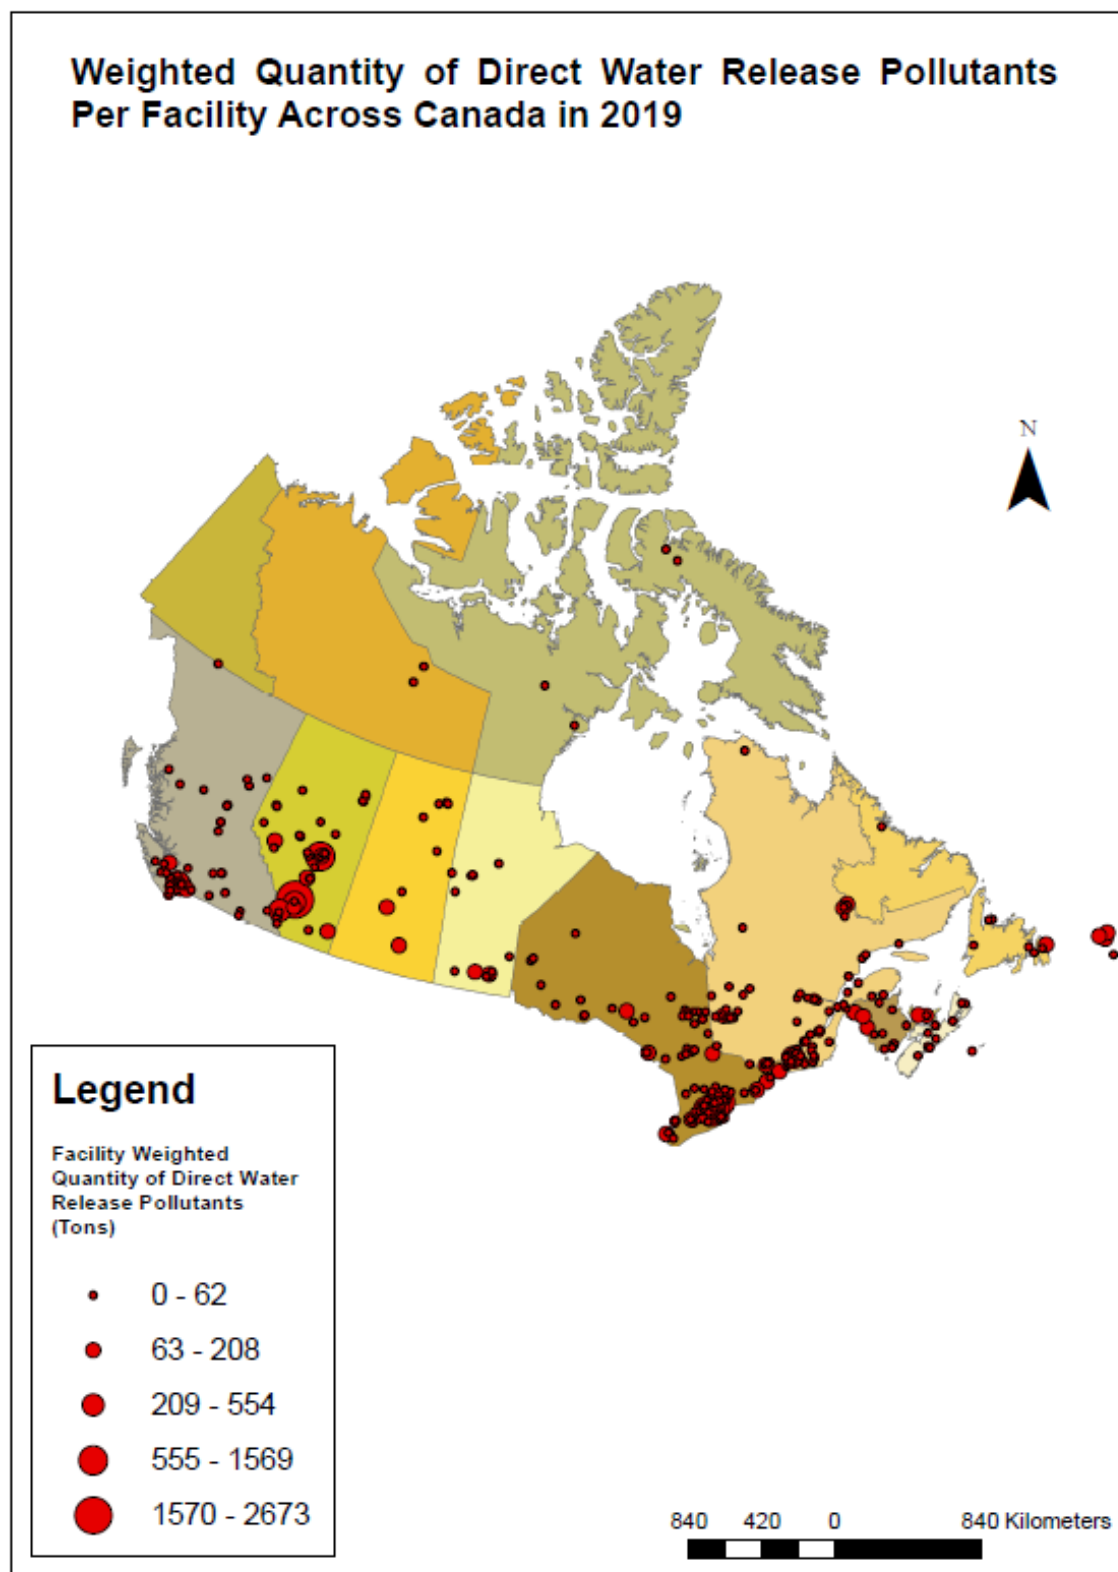 Weighted Quantity of Direct Water Release Pollutants
Per Facility Across Canada in 2019
N
Legend
Facility Weighted
Quantity of Direct Water
Release Pollutants
(Tons)
0 - 62
63 - 208
209 - 554
555 - 1569
1570 - 2673
840 420 0 840 Kilometers